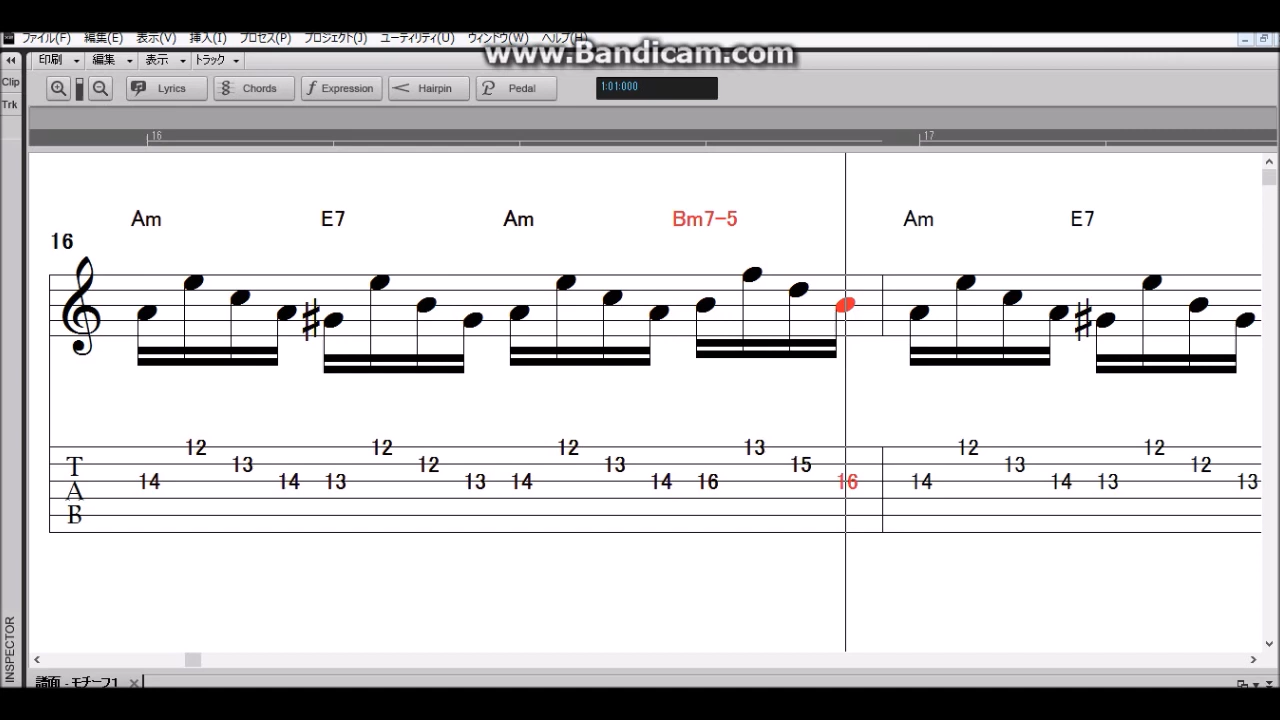 ファイル(F) 編集(E) 表示(V) 挿入(I) プロセス(P) プロジェクト(J) ユーティリティ(U) ウィンドウ(W) ヘルプ(H)
www.Bandicam.com
印刷 編集 表示 トラック
Clip
Trk
Lyrics Chords Expression Hairpin Pedal 1:01:000
16 17
Am E7 Am Bm7-5 Am E7
16
12 12 12 13 12 12
13 12 13 15 13 12
14 14 13 13 14 14 16 16 14 14 13 13
T
A
B
INSPECTOR
譜面 - モチーフ1